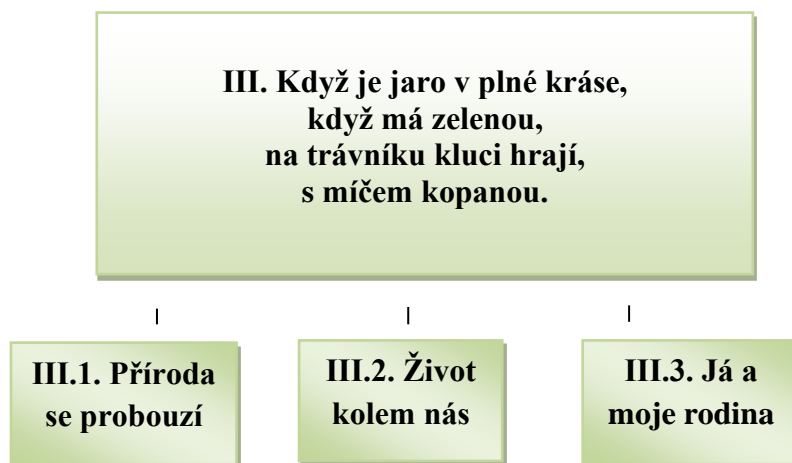 III. Když je jaro v plné kráse,
když má zelenou,
na trávníku kluci hrají,
s míčem kopanou.
III.1. Příroda
se probouzí
III.2. Život
kolem nás
III.3. Já a
moje rodina